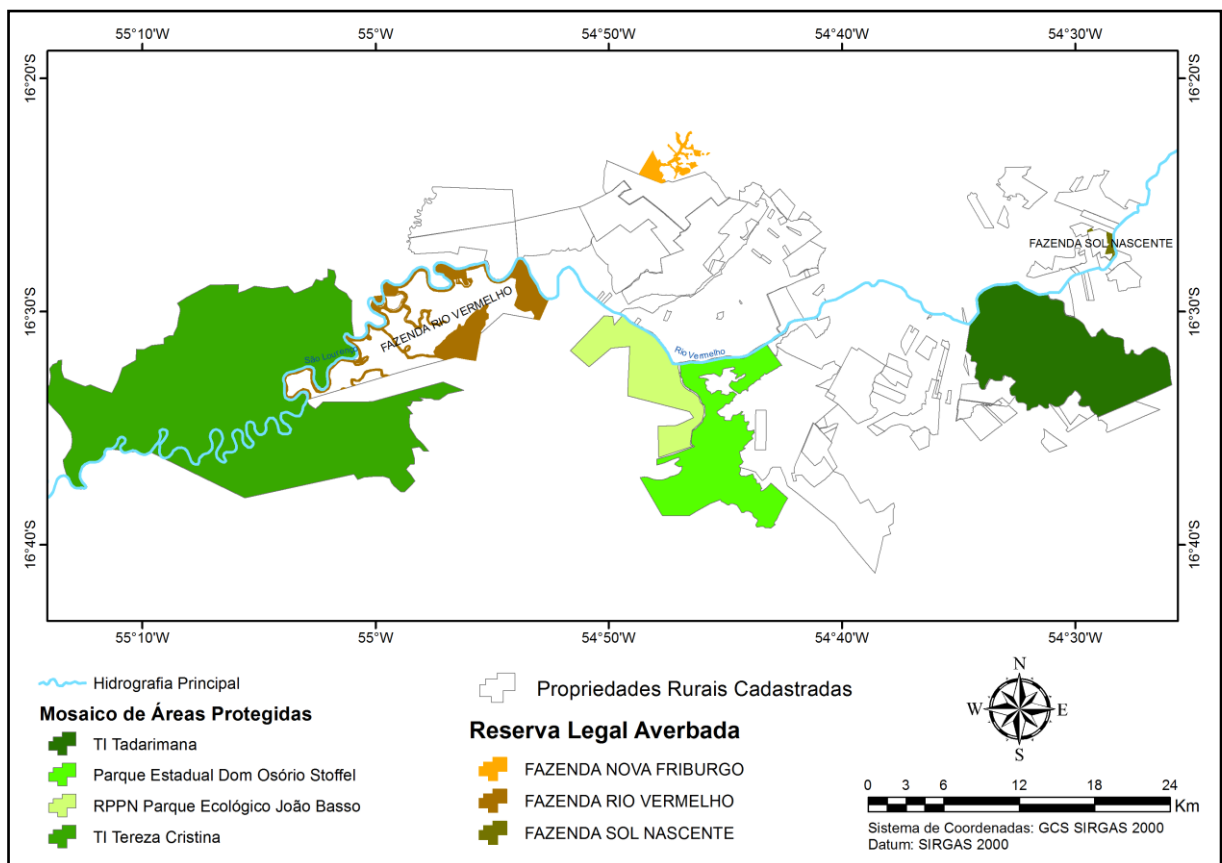 55°10'W 55°W 54°50'W 54°40'W 54°30'W
16°20'S 16°20'S
FAZENDA SOL NASCENTE
FAZENDA RIO VERMELHO
16°30'S 16°30'S
São Lourenço
Rio Vermelho
16°40'S 16°40'S
55°10'W 55°W 54°50'W 54°40'W 54°30'W
Hidrografia Principal
Mosaico de Áreas Protegidas
TI Tadarimana
Parque Estadual Dom Osório Stoffel
RPPN Parque Ecológico João Basso
TI Tereza Cristina
Propriedades Rurais Cadastradas
Reserva Legal Averbada
FAZENDA NOVA FRIBURGO
FAZENDA RIO VERMELHO
FAZENDA SOL NASCENTE
N
W E
S
0 3 6 12 18 24
Km
Sistema de Coordenadas: GCS SIRGAS 2000
Datum: SIRGAS 2000